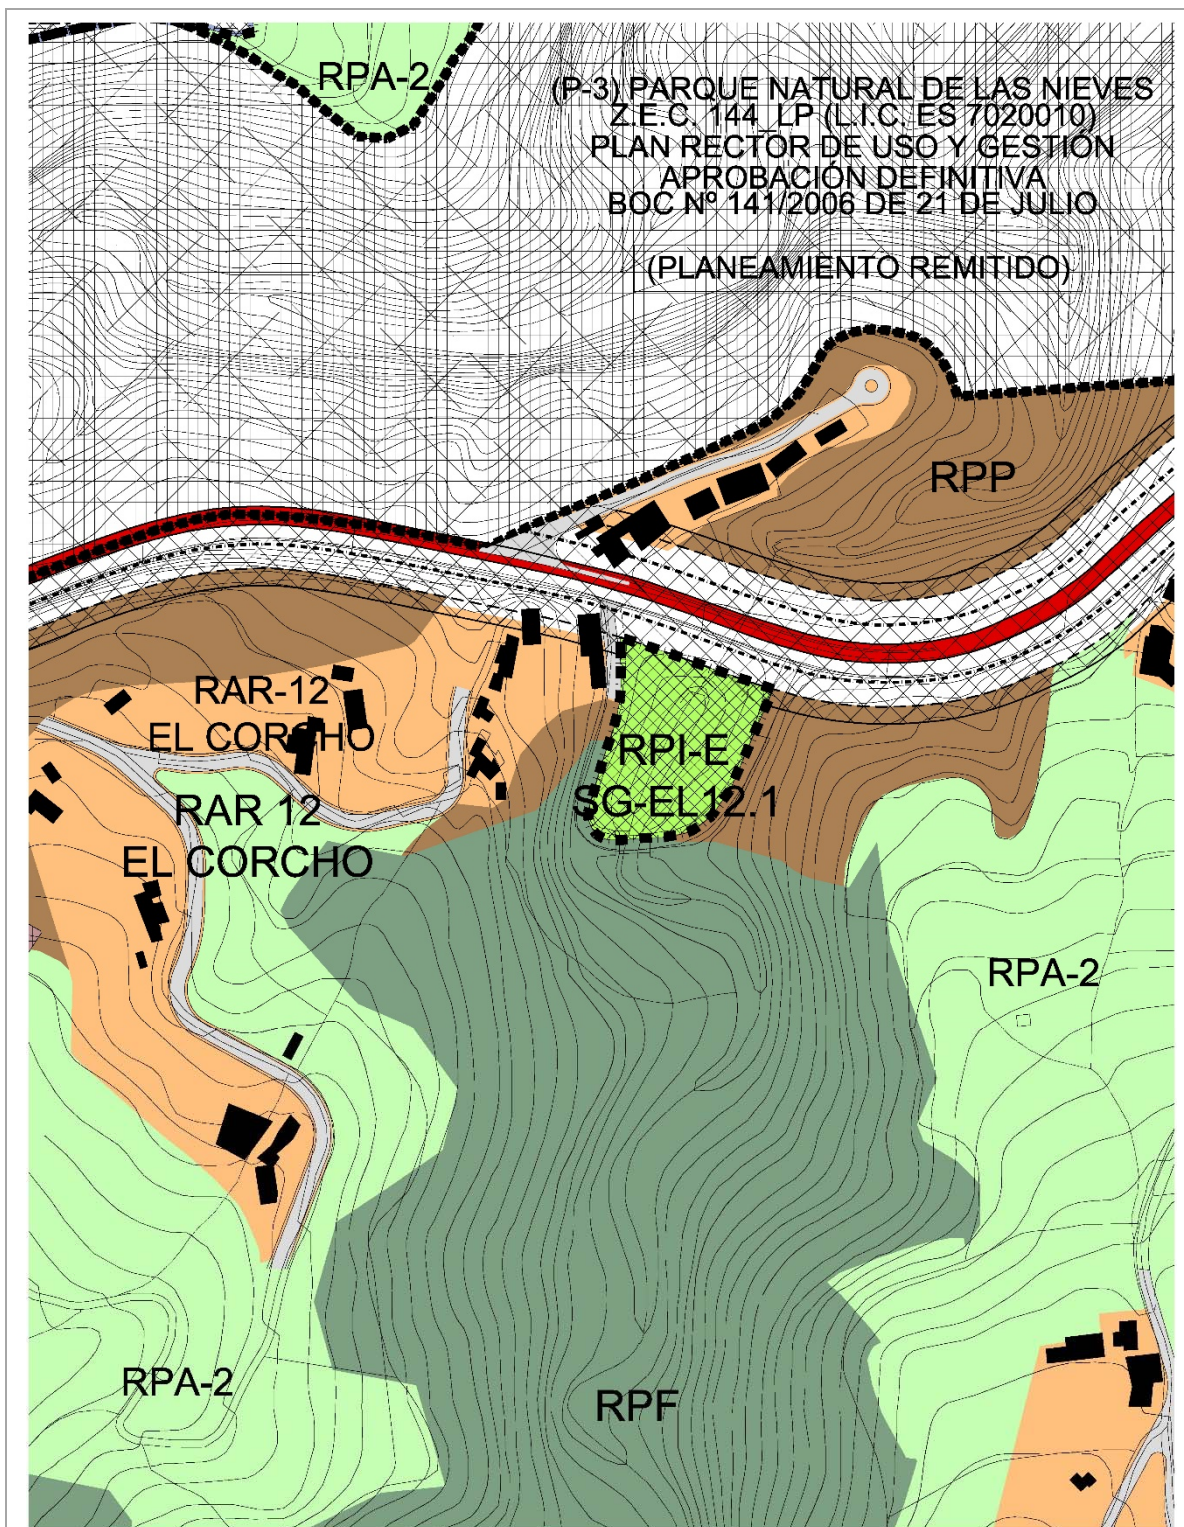 RPA-2
(P-3) PARQUE NATURAL DE LAS NIEVES
Z.E.C. 144_LP (L.I.C. ES 7020010)
PLAN RECTOR DE USO Y GESTIÓN
APROBACIÓN DEFINITIVA
BOC Nº 141/2006 DE 21 DE JULIO
(PLANEAMIENTO REMITIDO)
RPP
RAR-12
EL CORCHO
RPI-E
SG-EL12.1
RAR 12
EL CORCHO
RPA-2
RPA-2
RPF